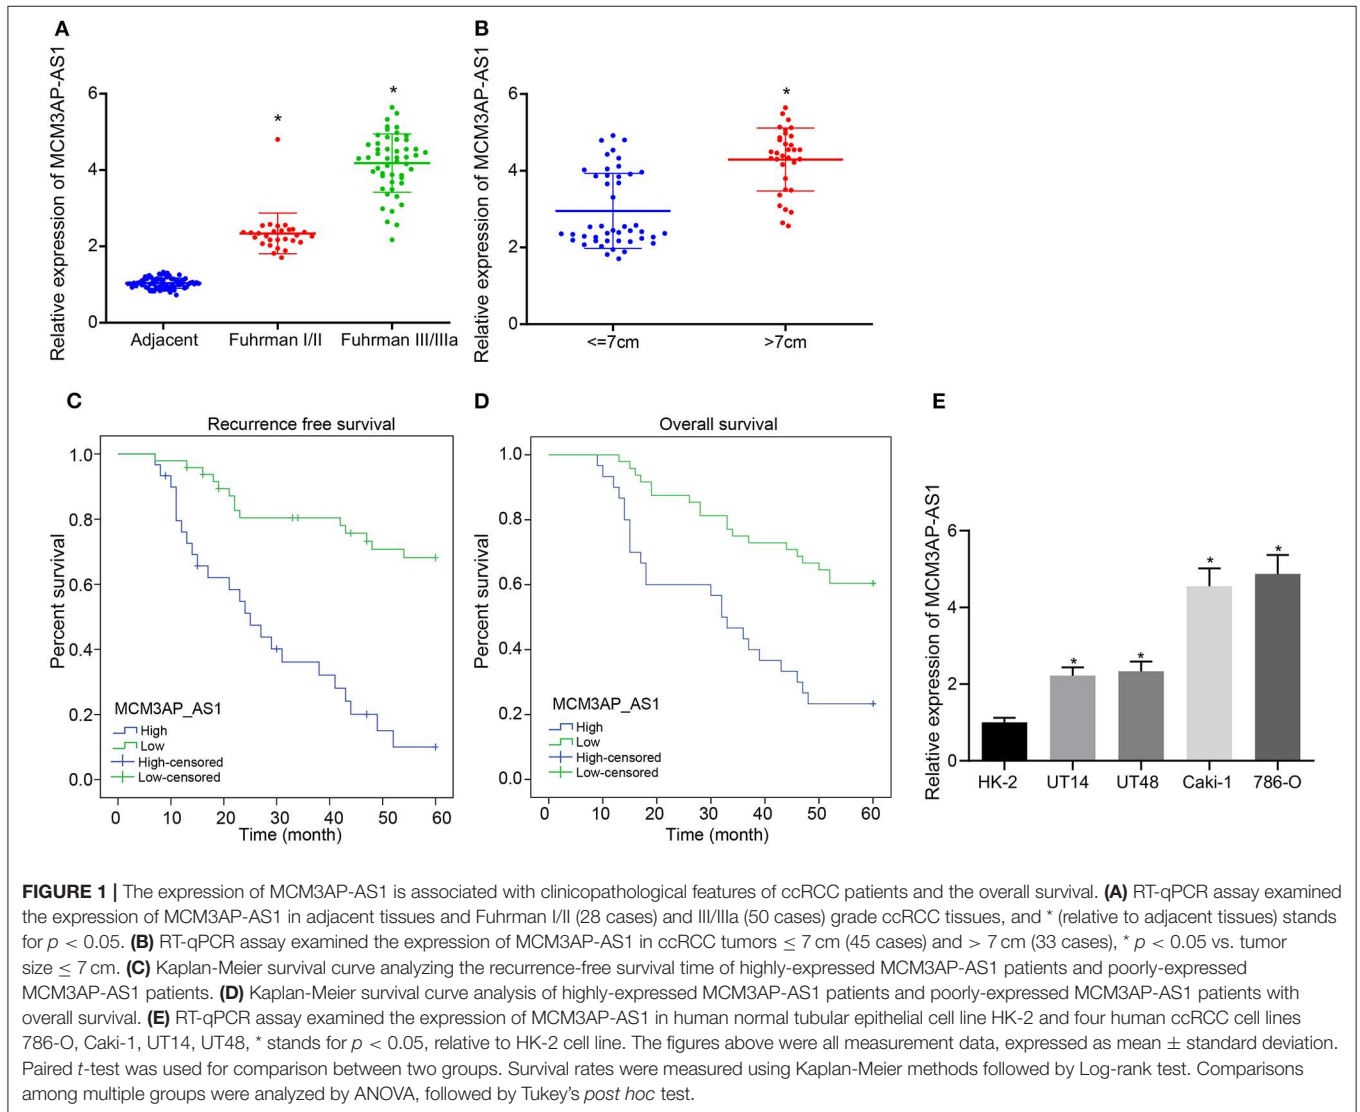 A
Relative expression of MCM3AP-AS1
6
4
2
0
*
*
Adjacent
Fuhrman I/II
Fuhrman III/IIIa
B
Relative expression of MCM3AP-AS1
6
4
2
0
*
<=7cm
>7cm
C
Recurrence free survival
Percent survival
1.0
0.8
0.6
0.4
0.2
0.0
MCM3AP_AS1
High
Low
High-censored
Low-censored
0 10 20 30 40 50 60
Time (month)
D
Overall survival
Percent survival
1.0
0.8
0.6
0.4
0.2
0.0
MCM3AP_AS1
High
Low
High-censored
Low-censored
0 10 20 30 40 50 60
Time (month)
E
Relative expression of MCM3AP-AS1
6
4
2
0
* * * *
HK-2 UT14 UT48 Caki-1 786-O
FIGURE 1 | The expression of MCM3AP-AS1 is associated with clinicopathological features of ccRCC patients and the overall survival. (A) RT-qPCR assay examined
the expression of MCM3AP-AS1 in adjacent tissues and Fuhrman I/II (28 cases) and III/IIIa (50 cases) grade ccRCC tissues, and * (relative to adjacent tissues) stands
for p < 0.05. (B) RT-qPCR assay examined the expression of MCM3AP-AS1 in ccRCC tumors ≤ 7 cm (45 cases) and > 7 cm (33 cases), * p < 0.05 vs. tumor
size ≤ 7 cm. (C) Kaplan-Meier survival curve analyzing the recurrence-free survival time of highly-expressed MCM3AP-AS1 patients and poorly-expressed
MCM3AP-AS1 patients. (D) Kaplan-Meier survival curve analysis of highly-expressed MCM3AP-AS1 patients and poorly-expressed MCM3AP-AS1 patients with
overall survival. (E) RT-qPCR assay examined the expression of MCM3AP-AS1 in human normal tubular epithelial cell line HK-2 and four human ccRCC cell lines
786-O, Caki-1, UT14, UT48, * stands for p < 0.05, relative to HK-2 cell line. The figures above were all measurement data, expressed as mean ± standard deviation.
Paired t-test was used for comparison between two groups. Survival rates were measured using Kaplan-Meier methods followed by Log-rank test. Comparisons
among multiple groups were analyzed by ANOVA, followed by Tukey's post hoc test.